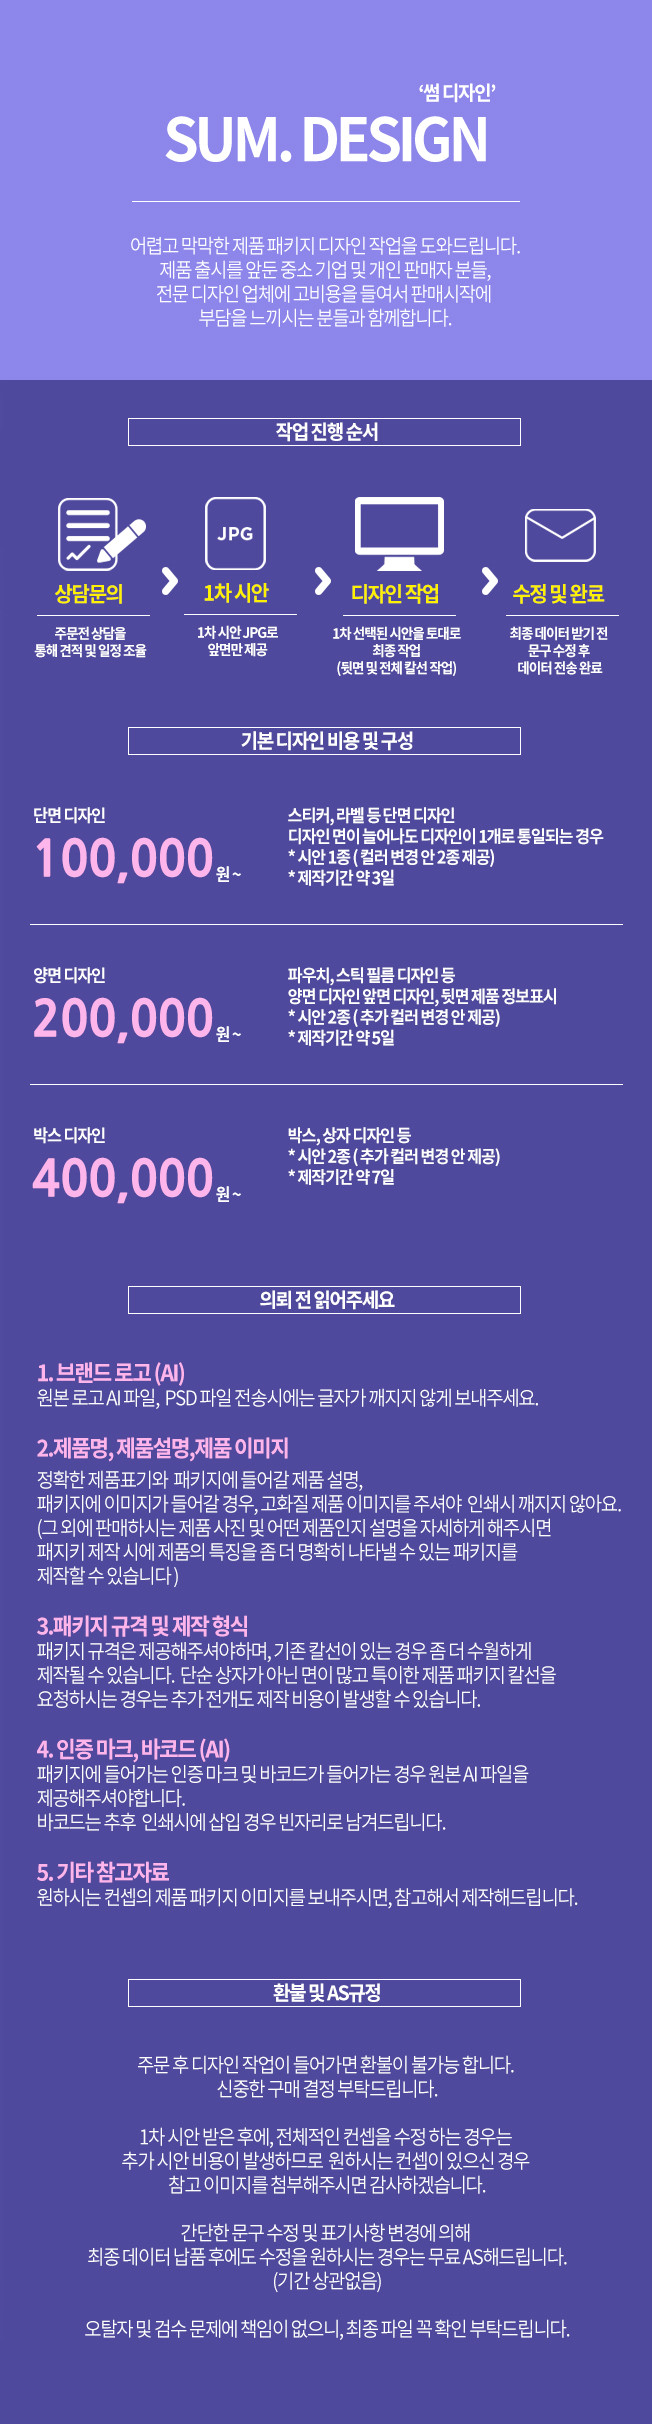 ‘썸 디자인’
SUM. DESIGN
어렵고 막막한 제품 패키지 디자인 작업을 도와드립니다.
제품 출시를 앞둔 중소 기업 및 개인 판매자 분들,
전문 디자인 업체에 고비용을 들여서 판매시작에
부담을 느끼시는 분들과 함께합니다.
작업 진행 순서
JPG
상담문의
주문전 상담을
통해 견적 및 일정 조율
1차 시안
1차 시안 JPG로
앞면만 제공
디자인 작업
1차 선택된 시안을 토대로
최종 작업
(뒷면 및 전체 칼선 작업)
수정 및 완료
최종 데이터 받기 전
문구 수정 후
데이터 전송 완료
기본 디자인 비용 및 구성
단면 디자인
100,000원~
스티커, 라벨 등 단면 디자인
디자인 면이 늘어나도 디자인이 1개로 통일되는 경우
* 시안 1종 ( 컬러 변경 안 2종 제공)
* 제작기간 약 3일
양면 디자인
200,000원~
파우치, 스틱 필름 디자인 등
양면 디자인 앞면 디자인, 뒷면 제품 정보표시
* 시안 2종 ( 추가 컬러 변경 안 제공)
* 제작기간 약 5일
박스 디자인
400,000원~
박스, 상자 디자인 등
* 시안 2종 ( 추가 컬러 변경 안 제공)
* 제작기간 약 7일
의뢰 전 읽어주세요
1. 브랜드 로고 (AI)
원본 로고 AI 파일, PSD 파일 전송시에는 글자가 깨지지 않게 보내주세요.
2.제품명, 제품설명,제품 이미지
정확한 제품표기와 패키지에 들어갈 제품 설명,
패키지에 이미지가 들어갈 경우, 고화질 제품 이미지를 주셔야 인쇄시 깨지지 않아요.
(그 외에 판매하시는 제품 사진 및 어떤 제품인지 설명을 자세하게 해주시면
패지키 제작 시에 제품의 특징을 좀 더 명확히 나타낼 수 있는 패키지를
제작할 수 있습니다 )
3.패키지 규격 및 제작 형식
패키지 규격은 제공해주셔야하며, 기존 칼선이 있는 경우 좀 더 수월하게
제작될 수 있습니다. 단순 상자가 아닌 면이 많고 특이한 제품 패키지 칼선을
요청하시는 경우는 추가 전개도 제작 비용이 발생할 수 있습니다.
4. 인증 마크, 바코드 (AI)
패키지에 들어가는 인증 마크 및 바코드가 들어가는 경우 원본 AI 파일을
제공해주셔야합니다.
바코드는 추후 인쇄시에 삽입 경우 빈자리로 남겨드립니다.
5. 기타 참고자료
원하시는 컨셉의 제품 패키지 이미지를 보내주시면, 참고해서 제작해드립니다.
환불 및 AS규정
주문 후 디자인 작업이 들어가면 환불이 불가능 합니다.
신중한 구매 결정 부탁드립니다.
1차 시안 받은 후에, 전체적인 컨셉을 수정 하는 경우는
추가 시안 비용이 발생하므로 원하시는 컨셉이 있으신 경우
참고 이미지를 첨부해주시면 감사하겠습니다.
간단한 문구 수정 및 표기사항 변경에 의해
최종 데이터 납품 후에도 수정을 원하시는 경우는 무료 AS해드립니다.
(기간 상관없음)
오탈자 및 검수 문제에 책임이 없으니, 최종 파일 꼭 확인 부탁드립니다.